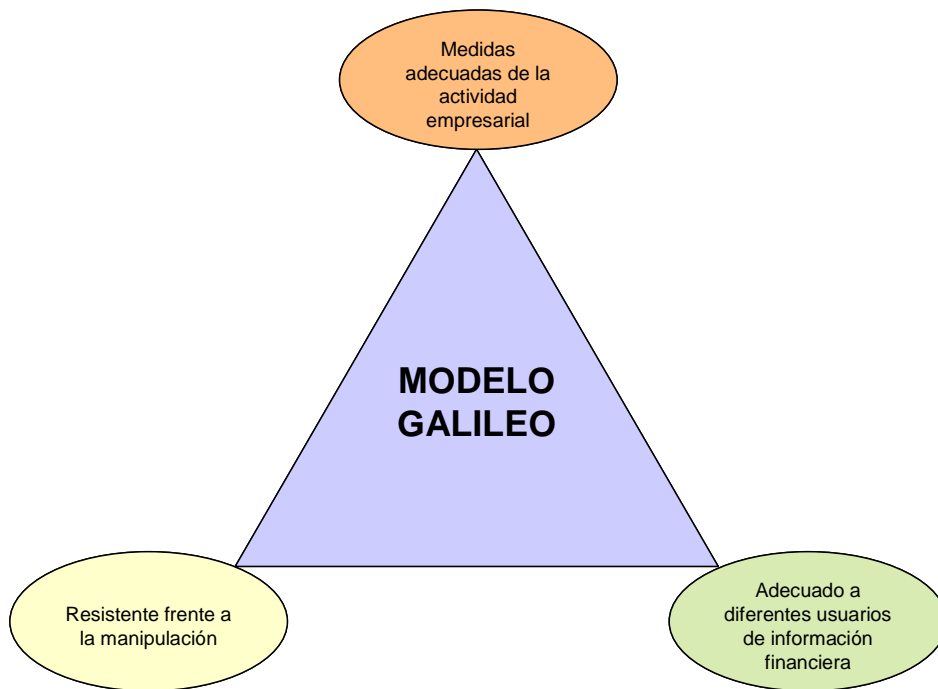 Medidas
adecuadas de la
actividad
empresarial
MODELO
GALILEO
Resistente frente a
la manipulación
Adecuado a
diferentes usuarios
de información
financiera